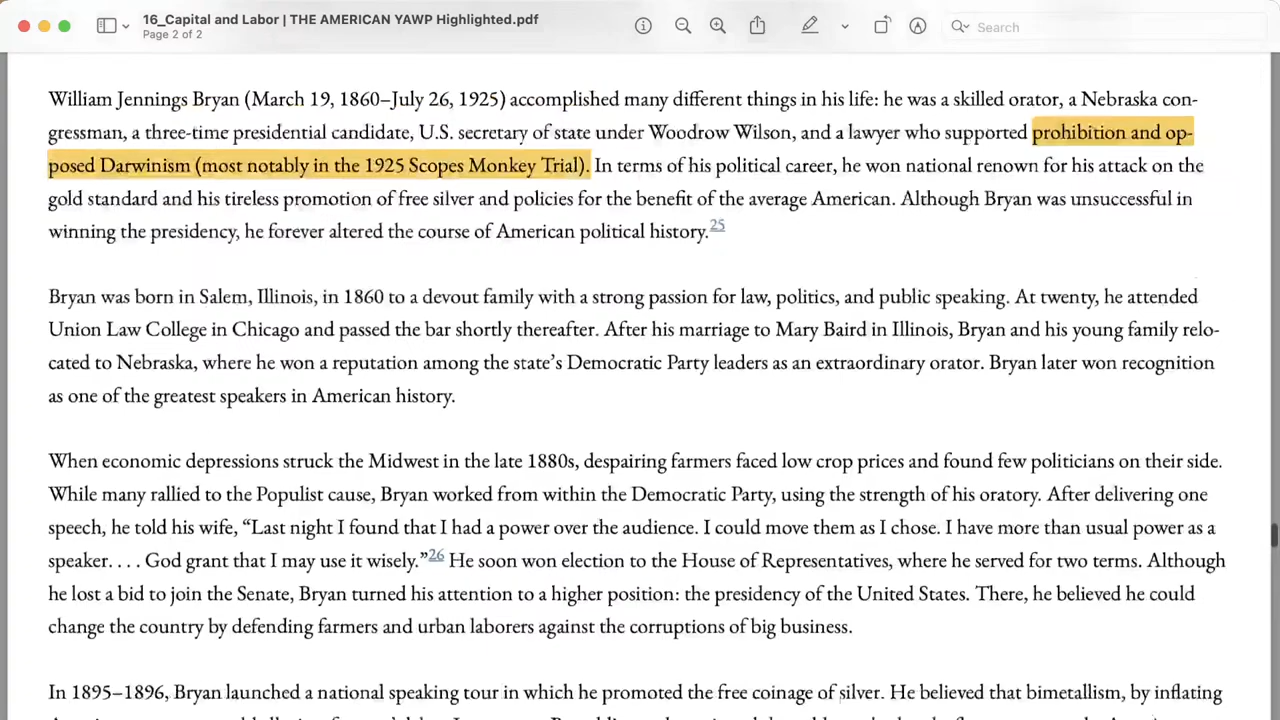 16_Capital and Labor | THE AMERICAN YAWP Highlighted.pdf
Page 2 of 2
Search
William Jennings Bryan (March 19, 1860–July 26, 1925) accomplished many different things in his life: he was a skilled orator, a Nebraska con-
gressman, a three-time presidential candidate, U.S. secretary of state under Woodrow Wilson, and a lawyer who supported prohibition and op-
posed Darwinism (most notably in the 1925 Scopes Monkey Trial). In terms of his political career, he won national renown for his attack on the
gold standard and his tireless promotion of free silver and policies for the benefit of the average American. Although Bryan was unsuccessful in
winning the presidency, he forever altered the course of American political history.25
Bryan was born in Salem, Illinois, in 1860 to a devout family with a strong passion for law, politics, and public speaking. At twenty, he attended
Union Law College in Chicago and passed the bar shortly thereafter. After his marriage to Mary Baird in Illinois, Bryan and his young family relo-
cated to Nebraska, where he won a reputation among the state’s Democratic Party leaders as an extraordinary orator. Bryan later won recognition
as one of the greatest speakers in American history.
When economic depressions struck the Midwest in the late 1880s, despairing farmers faced low crop prices and found few politicians on their side.
While many rallied to the Populist cause, Bryan worked from within the Democratic Party, using the strength of his oratory. After delivering one
speech, he told his wife, “Last night I found that I had a power over the audience. I could move them as I chose. I have more than usual power as a
speaker. . . . God grant that I may use it wisely.”26 He soon won election to the House of Representatives, where he served for two terms. Although
he lost a bid to join the Senate, Bryan turned his attention to a higher position: the presidency of the United States. There, he believed he could
change the country by defending farmers and urban laborers against the corruptions of big business.
In 1895–1896, Bryan launched a national speaking tour in which he promoted the free coinage of silver. He believed that bimetallism, by inflating